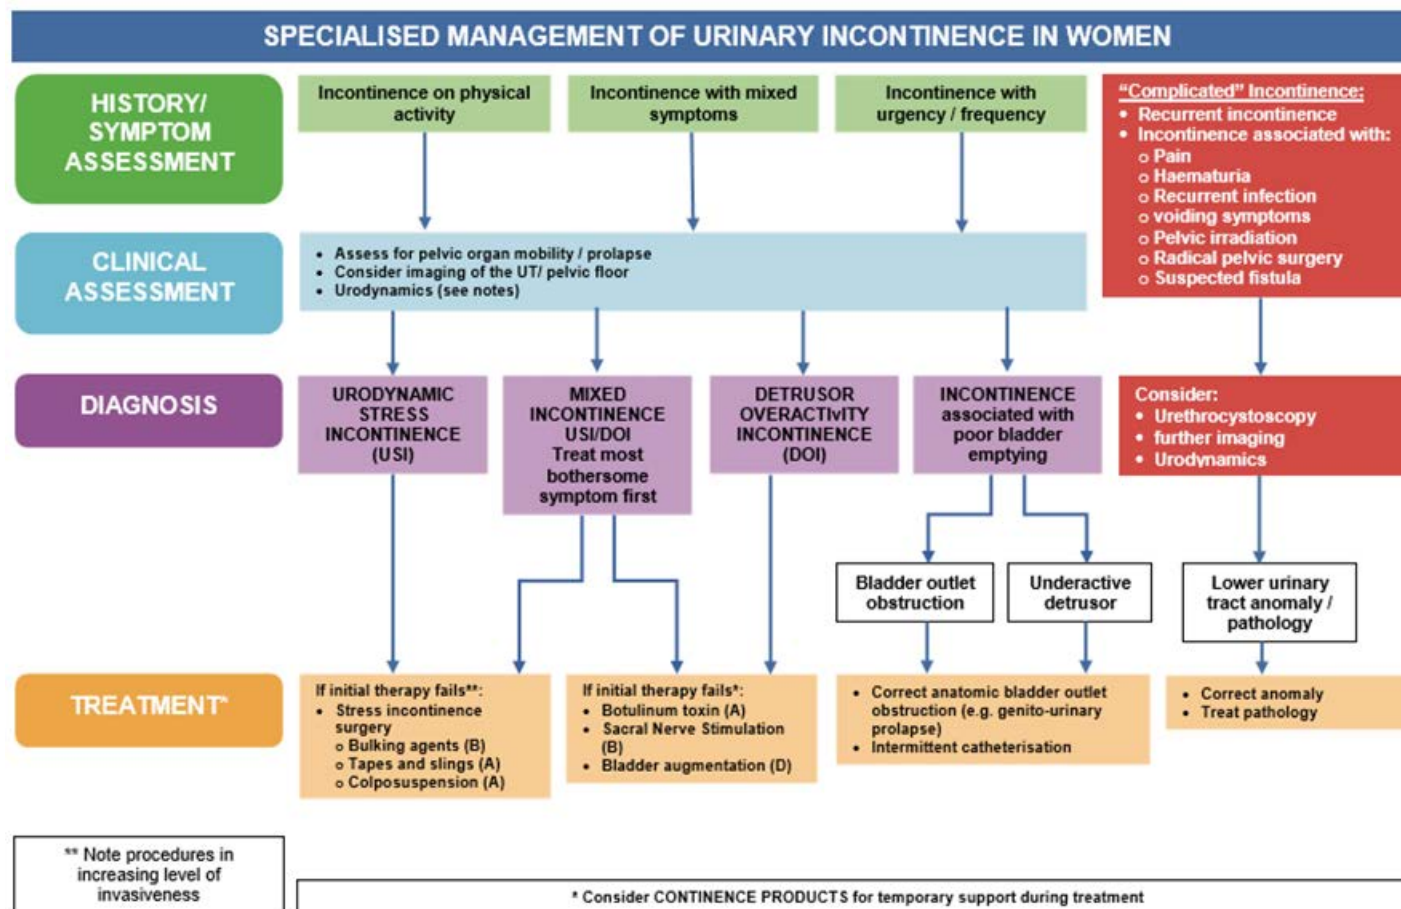 SPECIALISED MANAGEMENT OF URINARY INCONTINENCE IN WOMEN
HISTORY/
SYMPTOM
ASSESSMENT
Incontinence on physical
activity
Incontinence with mixed
symptoms
Incontinence with
urgency / frequency
“Complicated” Incontinence:
• Recurrent incontinence
• Incontinence associated with:
o Pain
o Haematuria
o Recurrent infection
o voiding symptoms
o Pelvic irradiation
o Radical pelvic surgery
o Suspected fistula
CLINICAL
ASSESSMENT
• Assess for pelvic organ mobility / prolapse
• Consider imaging of the UT/ pelvic floor
• Urodynamics (see notes)
DIAGNOSIS
URODYNAMIC
STRESS
INCONTINENCE
(USI)
MIXED
INCONTINENCE
USI/DOI
Treat most
bothersome
symptom first
DETRUSOR
OVERACTIvITY
INCONTINENCE
(DOI)
INCONTINENCE
associated with
poor bladder
emptying
Consider:
• Urethrocystoscopy
• further imaging
• Urodynamics
Bladder outlet
obstruction
Underactive
detrusor
Lower urinary
tract anomaly /
pathology
TREATMENT*
If initial therapy fails**:
• Stress incontinence
surgery
o Bulking agents (B)
o Tapes and slings (A)
o Colposuspension (A)
If initial therapy fails*:
• Botulinum toxin (A)
• Sacral Nerve Stimulation
(B)
• Bladder augmentation (D)
• Correct anatomic bladder outlet
obstruction (e.g. genito-urinary
prolapse)
• Intermittent catheterisation
• Correct anomaly
• Treat pathology
** Note procedures in
increasing level of
invasiveness
* Consider CONTINENCE PRODUCTS for temporary support during treatment